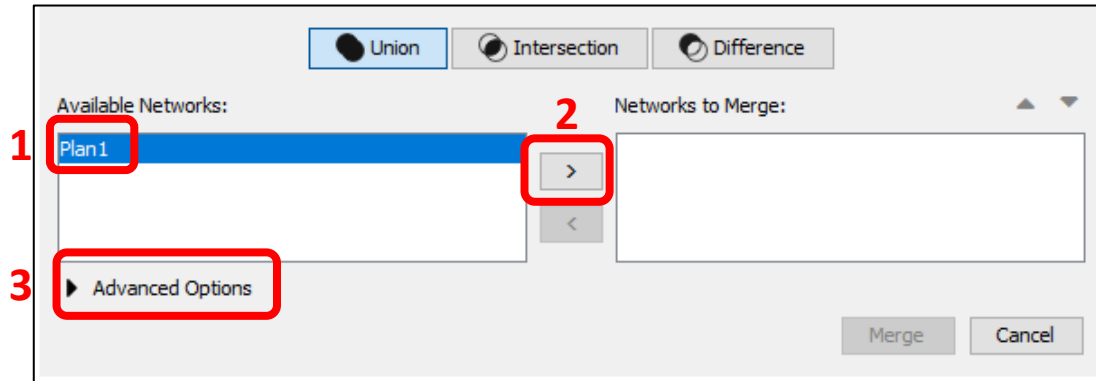 Union Intersection Difference
Available Networks: 2 Networks to Merge:
1 Plan1
>
<
3 Advanced Options
Merge Cancel